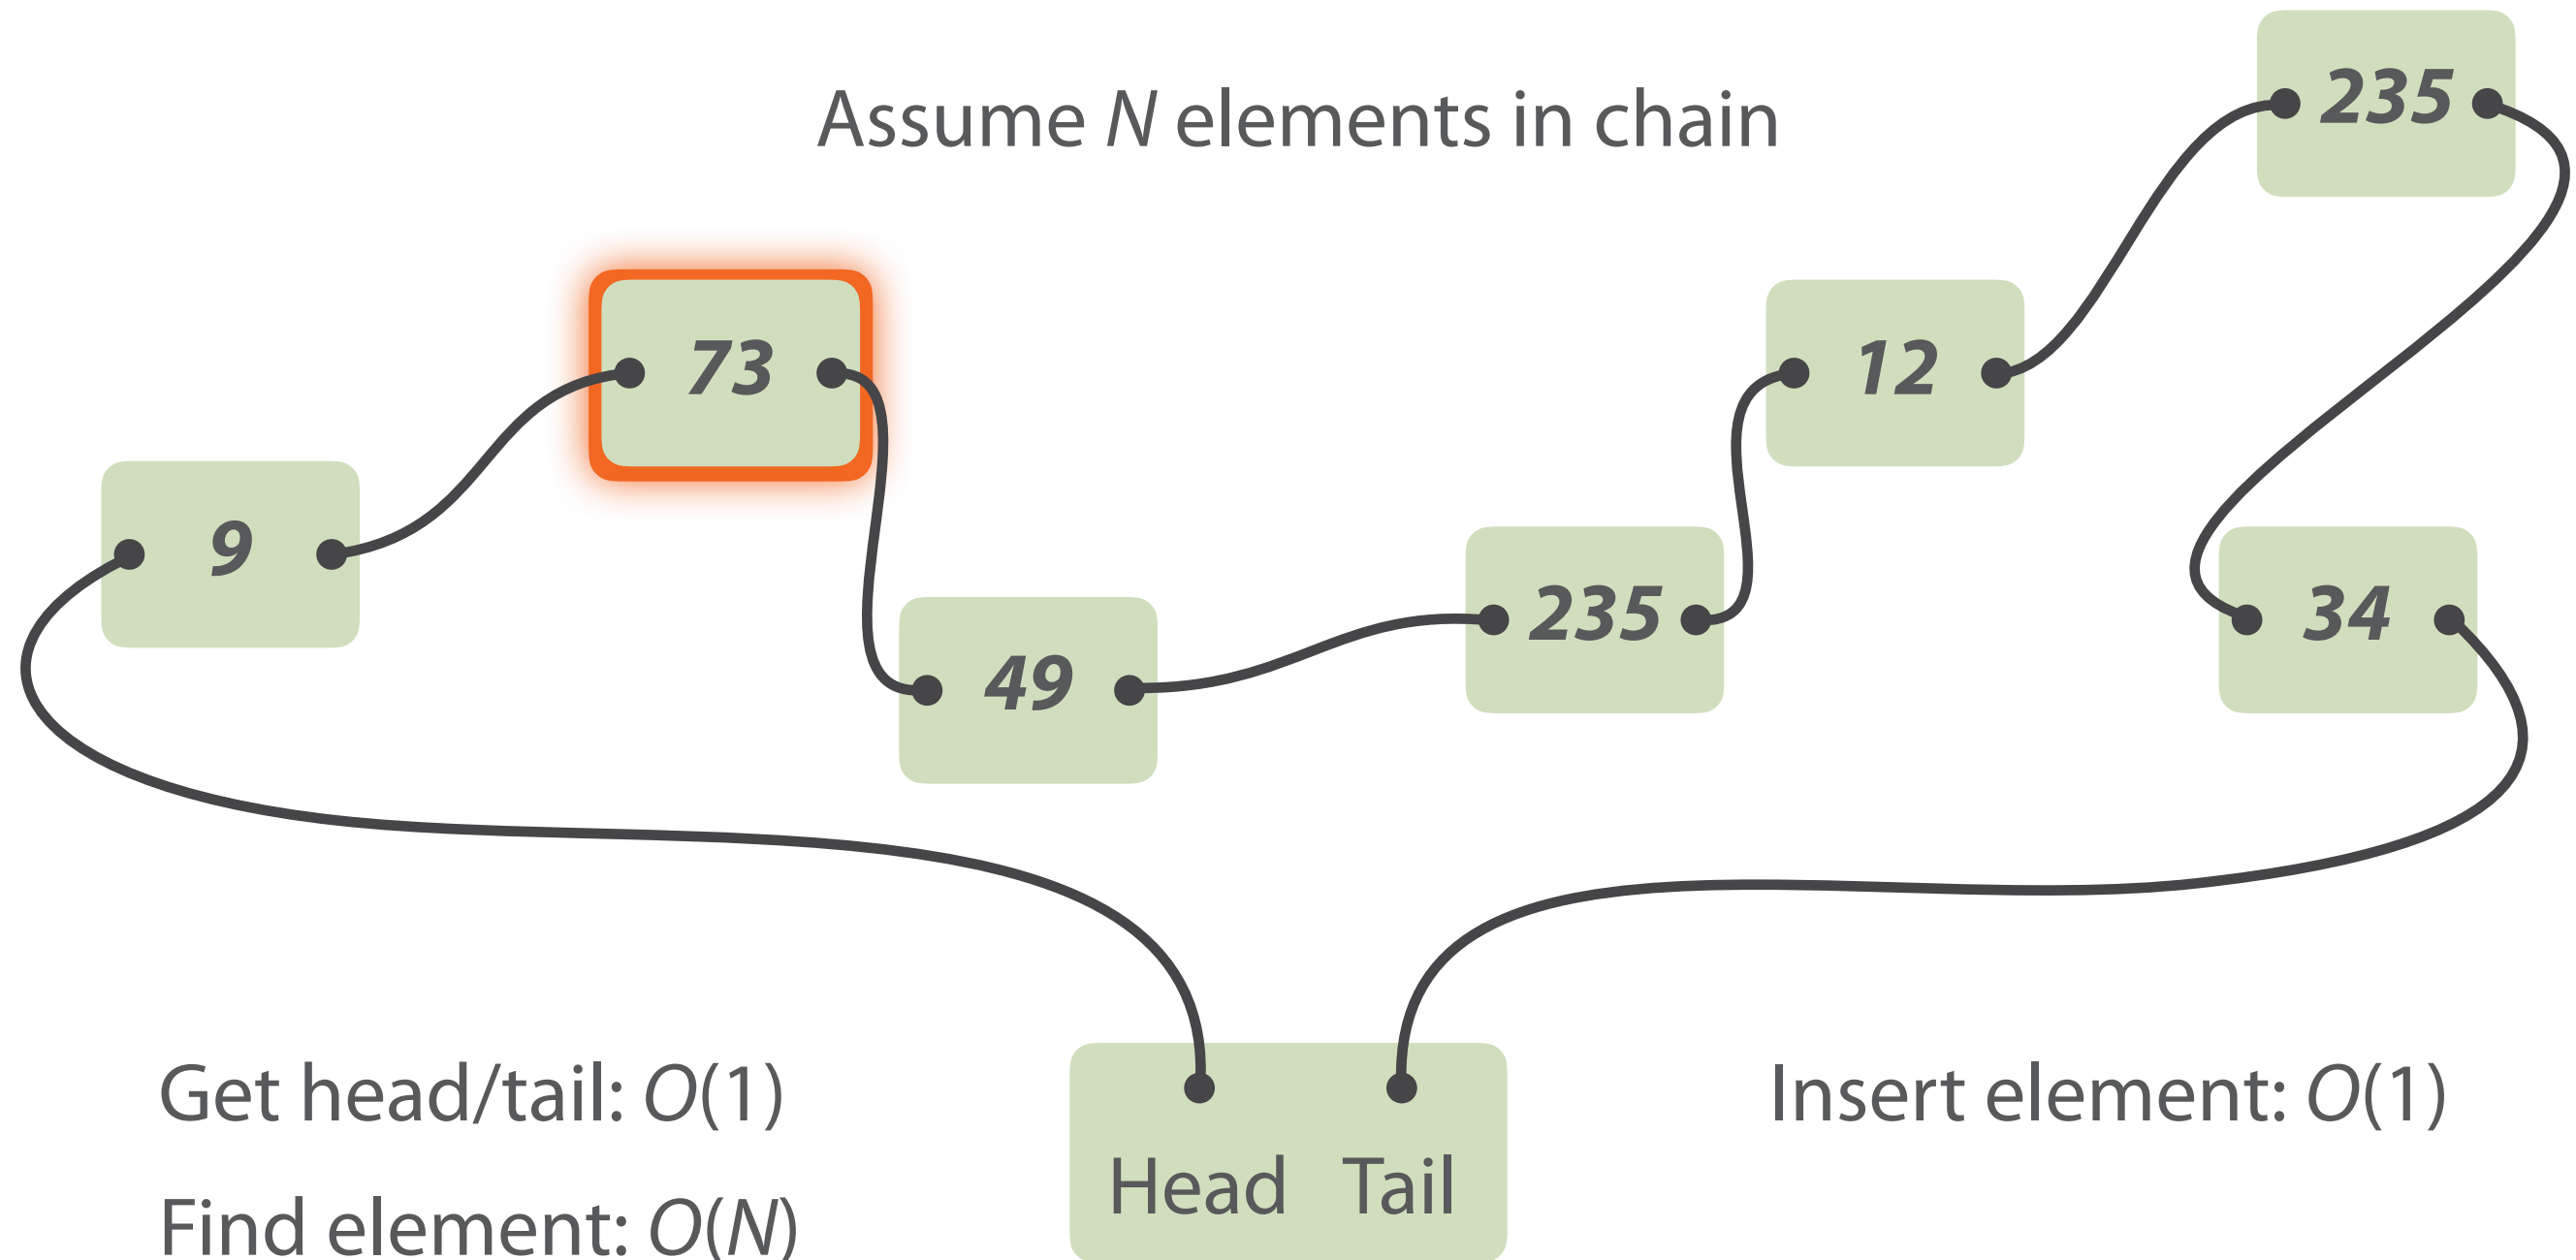 Assume N elements in chain
235
73
12
9
235
34
49
Get head/tail: O(1)
Insert element: O(1)
Head Tail
Find element: O(N)